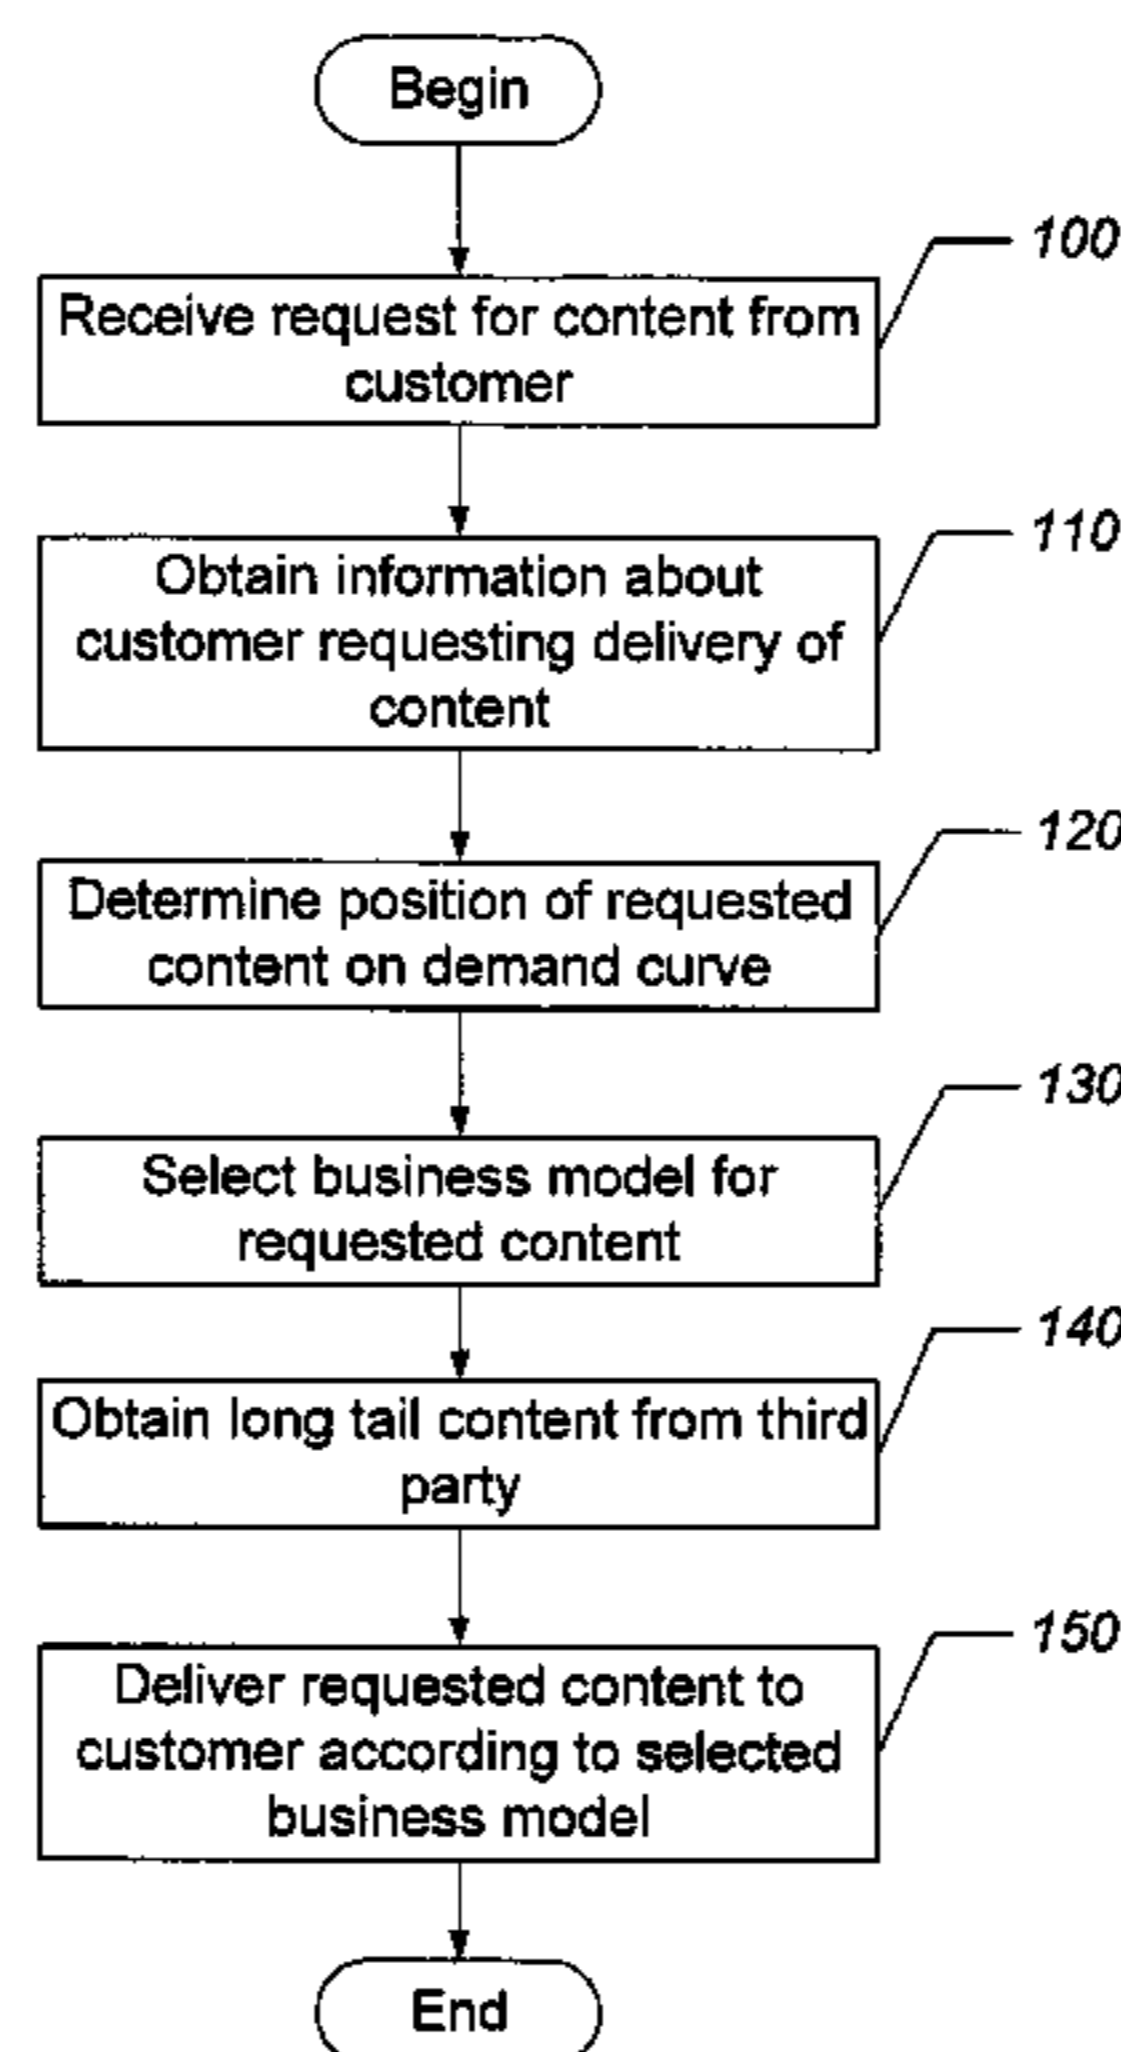 Begin
100
Receive request for content from
customer
110
Obtain information about
customer requesting delivery of
content
120
Determine position of requested
content on demand curve
130
Select business model for
requested content
140
Obtain long tail content from third
party
150
Deliver requested content to
customer according to selected
business model
End